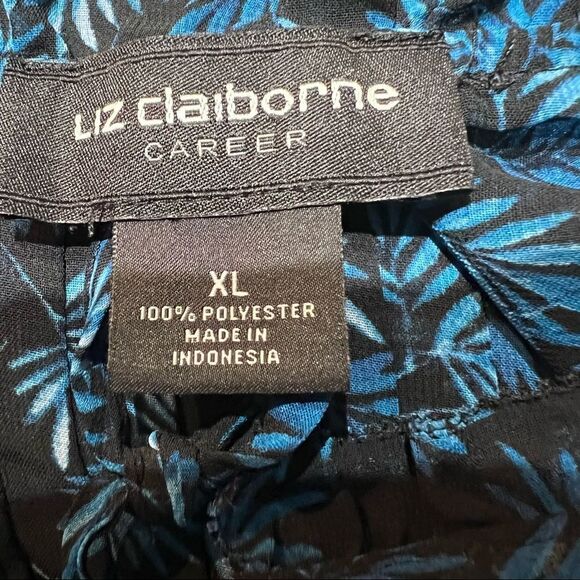 Liz claiborne
CAREER
XL
100% POLYESTER
MADE IN
INDONESIA